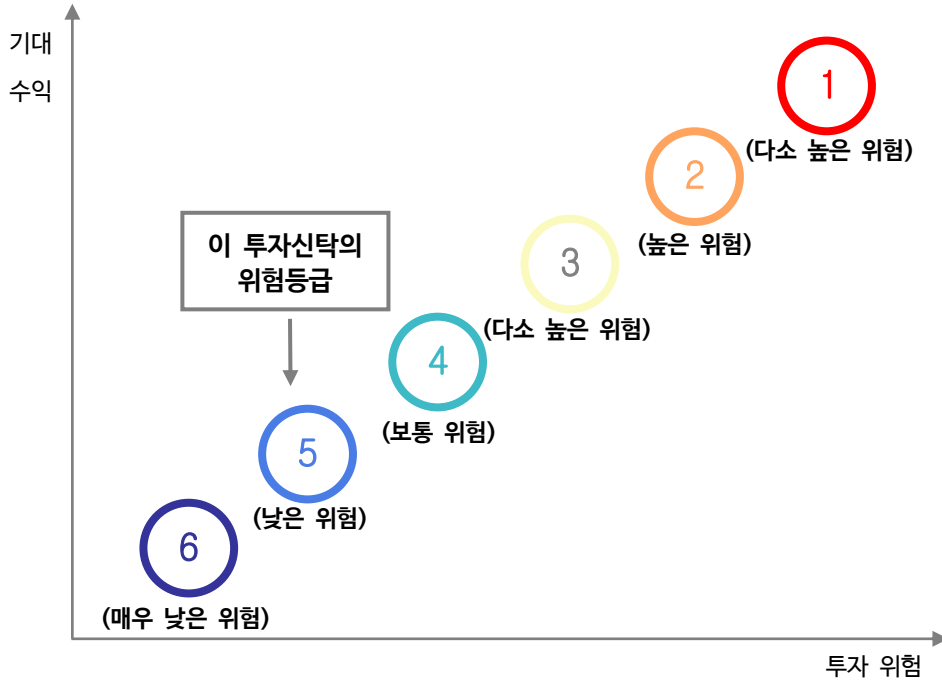 기대
수익
1
(다소 높은 위험)
2
(높은 위험)
이 투자신탁의
위험등급
3
(다소 높은 위험)
4
(보통 위험)
5
(낮은 위험)
6
(매우 낮은 위험)
투자 위험